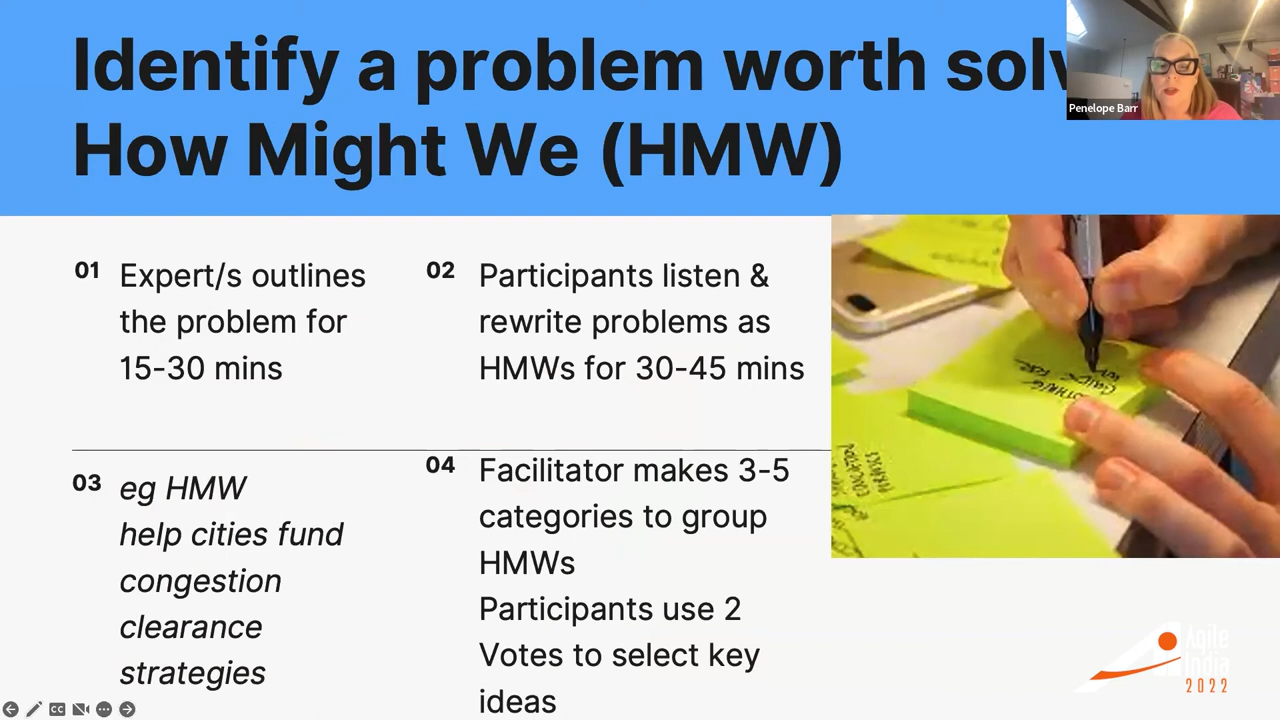 Identify a problem worth solv
How Might We (HMW)
Penelope Barr
01
Expert/s outlines
the problem for
15-30 mins
02
Participants listen &
rewrite problems as
HMWs for 30-45 mins
03
eg HMW
help cities fund
congestion
clearance
strategies
04
Facilitator makes 3-5
categories to group
HMWs
Participants use 2
Votes to select key
ideas
CC
Agile
India
2022